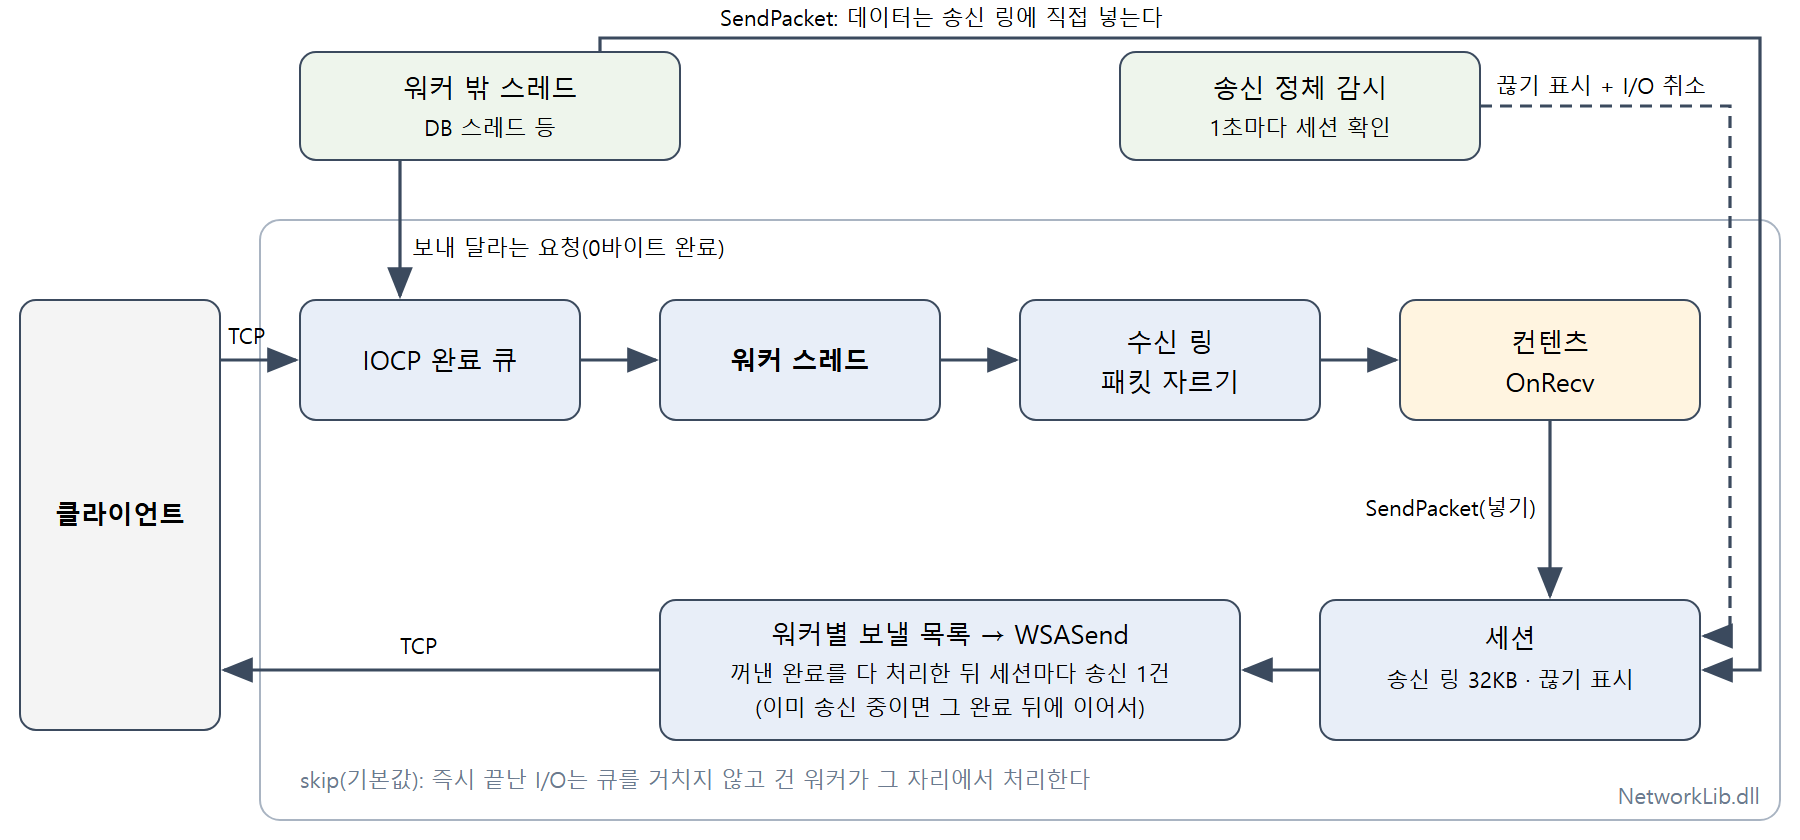 SendPacket: 데이터는 송신 링에 직접 넣는다
워커 밖 스레드
DB 스레드 등
송신 정체 감시
1초마다 세션 확인
끊기 표시 + I/O 취소
보내 달라는 요청(0바이트 완료)
TCP
IOCP 완료 큐
워커 스레드
수신 링
패킷 자르기
컨텐츠
OnRecv
클라이언트
SendPacket(넣기)
TCP
워커별 보낼 목록 → WSASend
꺼낸 완료를 다 처리한 뒤 세션마다 송신 1건
(이미 송신 중이면 그 완료 뒤에 이어서)
세션
송신 링 32KB · 끊기 표시
skip(기본값): 즉시 끝난 I/O는 큐를 거치지 않고 건 워커가 그 자리에서 처리한다
NetworkLib.dll